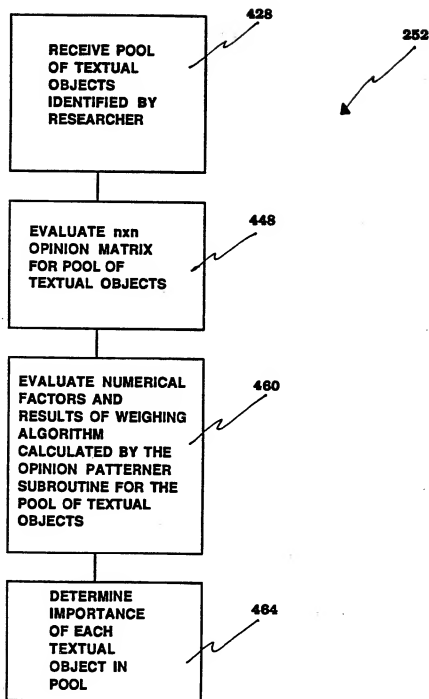 428
RECEIVE POOL
OF TEXTUAL
OBJECTS
IDENTIFIED BY
RESEARCHER
252
448
EVALUATE nxn
OPINION MATRIX
FOR POOL OF
TEXTUAL OBJECTS
460
EVALUATE NUMERICAL
FACTORS AND
RESULTS OF WEIGHING
ALGORITHM
CALCULATED BY THE
OPINION PATTERNER
SUBROUTINE FOR THE
POOL OF TEXTUAL
OBJECTS
464
DETERMINE
IMPORTANCE
OF EACH
TEXTUAL
OBJECT IN
POOL